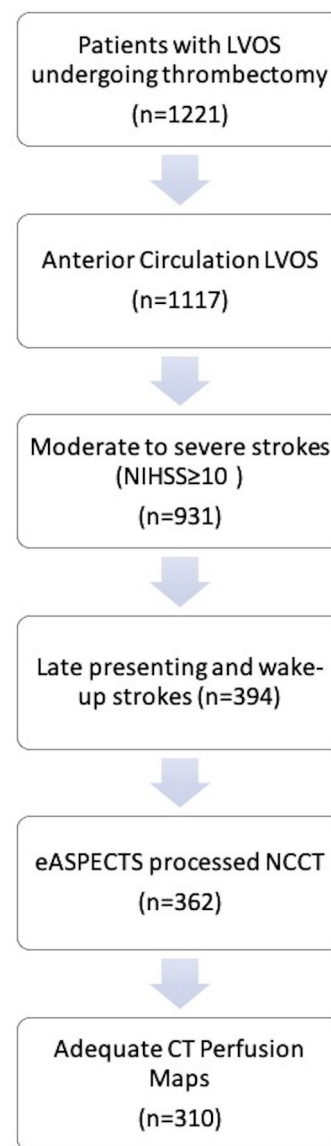 Patients with LVOS
undergoing thrombectomy
(n=1221)
Anterior Circulation LVOS
(n=1117)
Moderate to severe strokes
(NIHSS≥10 )
(n=931)
Late presenting and wake-
up strokes (n=394)
eASPECTS processed NCCT
(n=362)
Adequate CT Perfusion
Maps
(n=310)